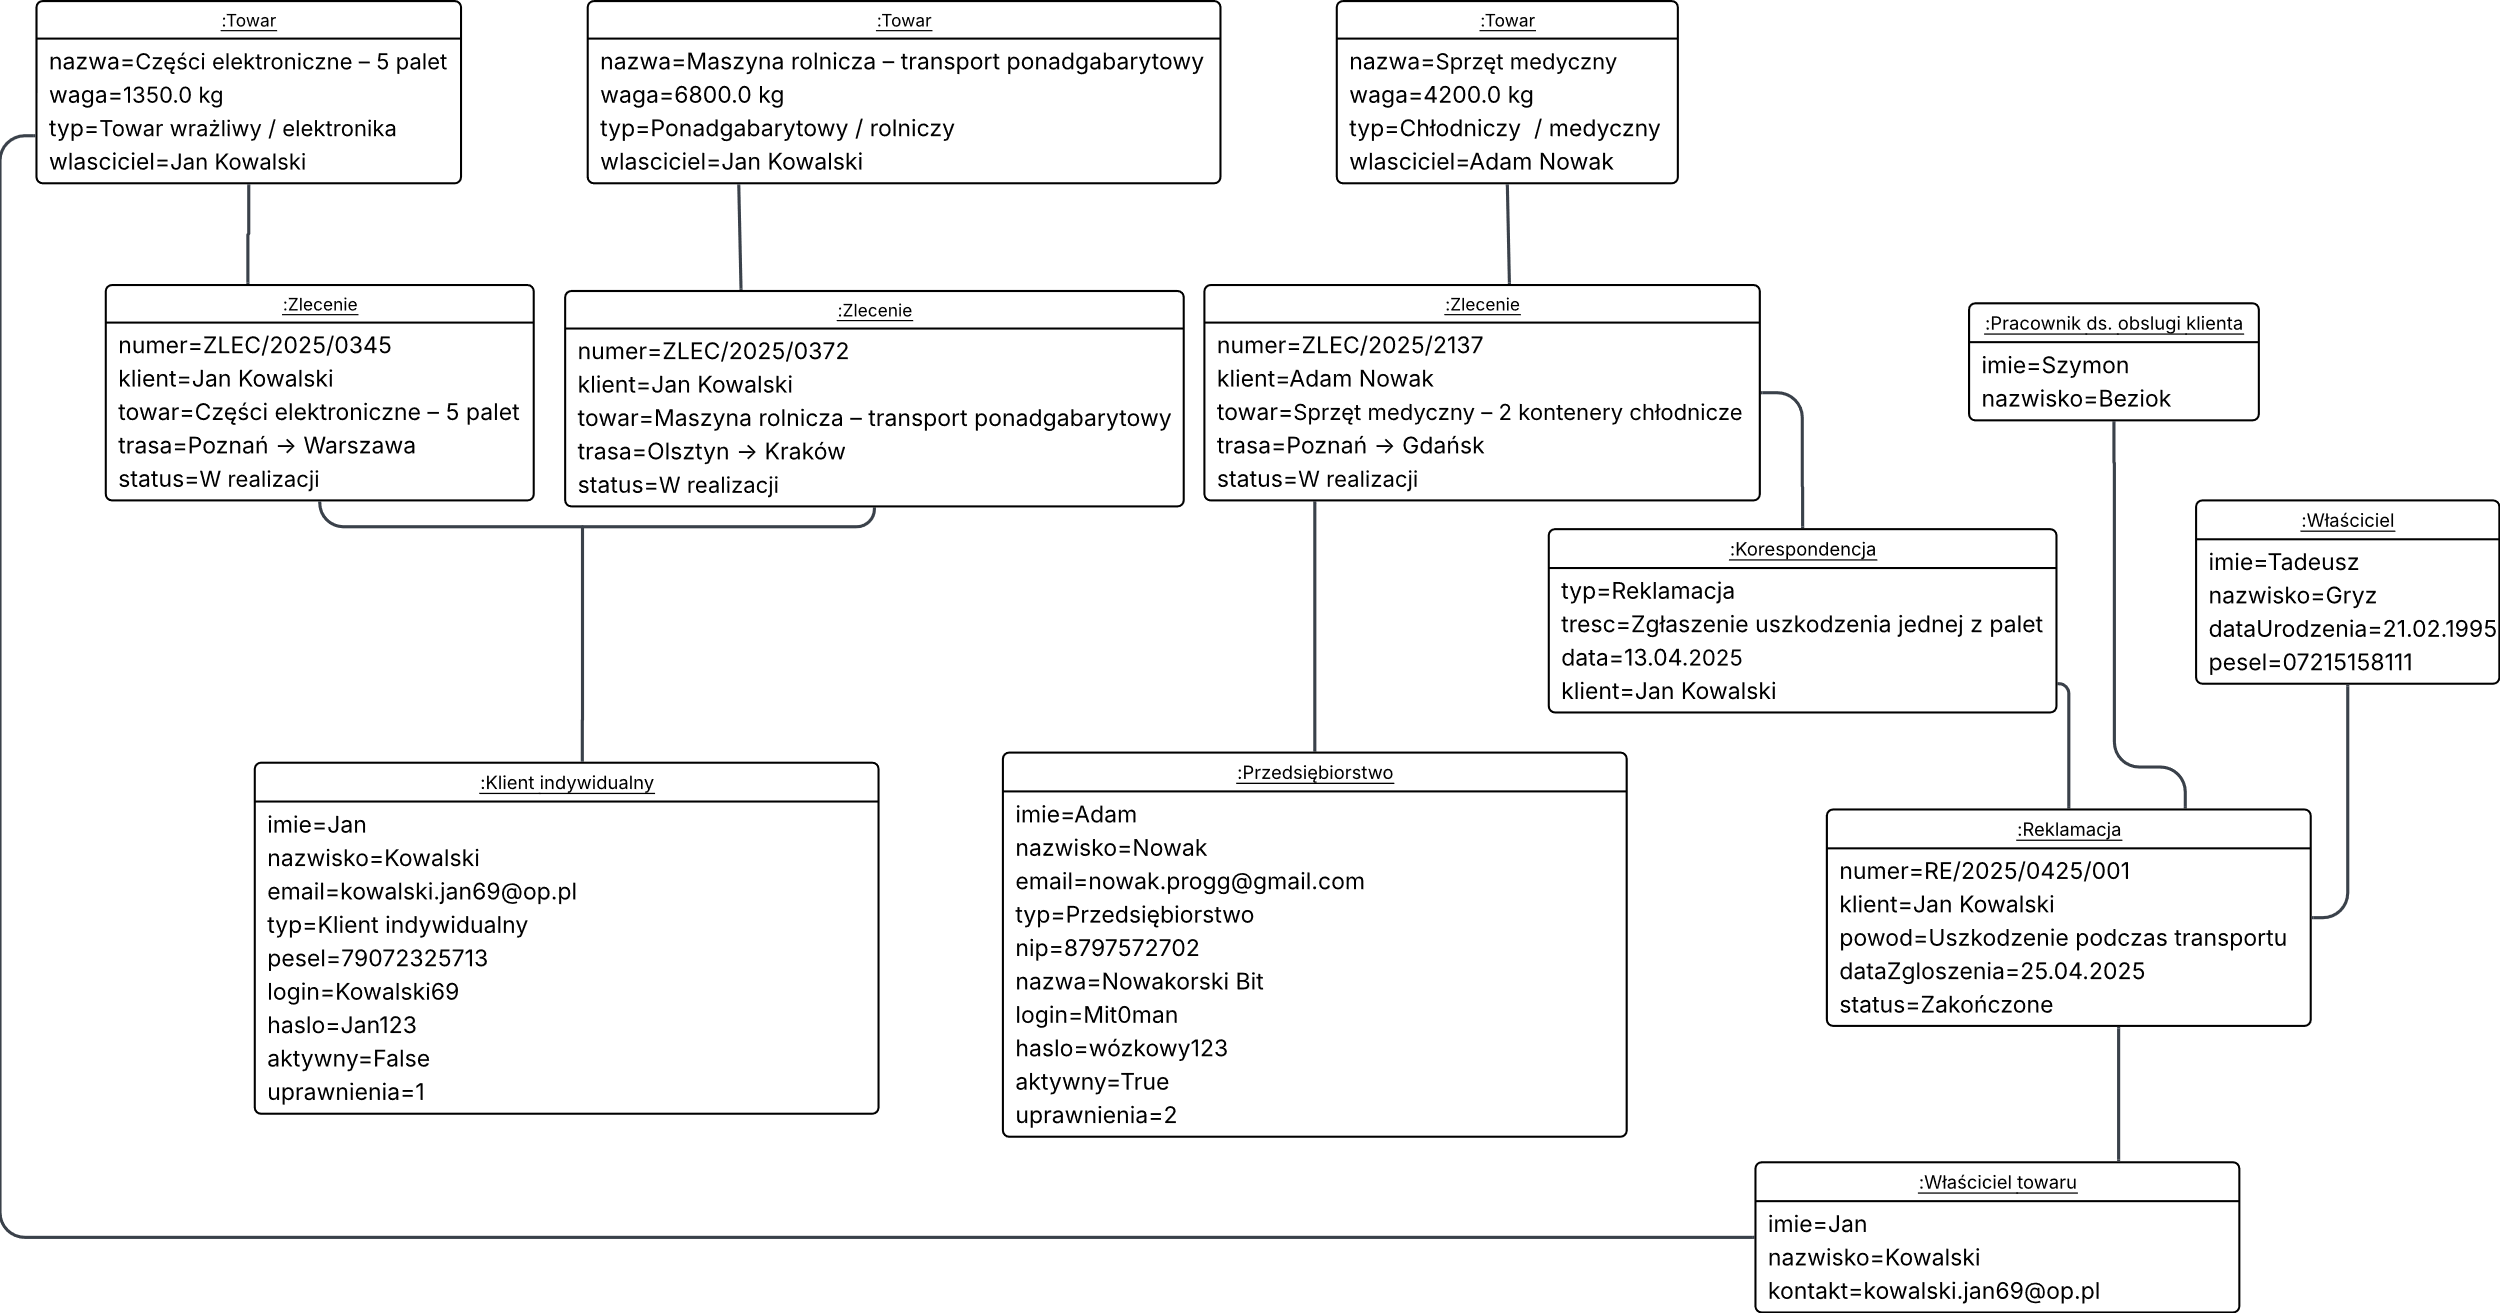 :Towar
nazwa=Części elektroniczne – 5 palet
waga=1350.0 kg
typ=Towar wrażliwy / elektronika
wlasciciel=Jan Kowalski
:Towar
nazwa=Maszyna rolnicza – transport ponadgabarytowy
waga=6800.0 kg
typ=Ponadgabarytowy / rolniczy
wlasciciel=Jan Kowalski
:Towar
nazwa=Sprzęt medyczny
waga=4200.0 kg
typ=Chłodniczy  / medyczny
wlasciciel=Adam Nowak
:Zlecenie
numer=ZLEC/2025/0345
klient=Jan Kowalski
towar=Części elektroniczne – 5 palet
trasa=Poznań → Warszawa
status=W realizacji
:Zlecenie
numer=ZLEC/2025/0372
klient=Jan Kowalski
towar=Maszyna rolnicza – transport ponadgabarytowy
trasa=Olsztyn → Kraków
status=W realizacji
:Zlecenie
numer=ZLEC/2025/2137
klient=Adam Nowak
towar=Sprzęt medyczny – 2 kontenery chłodnicze
trasa=Poznań → Gdańsk
status=W realizacji
:Pracownik ds. obslugi klienta
imie=Szymon
nazwisko=Beziok
:Właściciel
imie=Tadeusz
nazwisko=Gryz
dataUrodzenia=21.02.1995
pesel=07215158111
:Korespondencja
typ=Reklamacja
tresc=Zgłaszenie uszkodzenia jednej z palet
data=13.04.2025
klient=Jan Kowalski
:Klient indywidualny
imie=Jan
nazwisko=Kowalski
email=kowalski.jan69@op.pl
typ=Klient indywidualny
pesel=79072325713
login=Kowalski69
haslo=Jan123
aktywny=False
uprawnienia=1
:Przedsiębiorstwo
imie=Adam
nazwisko=Nowak
email=nowak.progg@gmail.com
typ=Przedsiębiorstwo
nip=8797572702
nazwa=Nowakorski Bit
login=Mit0man
haslo=wózkowy123
aktywny=True
uprawnienia=2
:Reklamacja
numer=RE/2025/0425/001
klient=Jan Kowalski
powod=Uszkodzenie podczas transportu
dataZgloszenia=25.04.2025
status=Zakończone
:Właściciel towaru
imie=Jan
nazwisko=Kowalski
kontakt=kowalski.jan69@op.pl